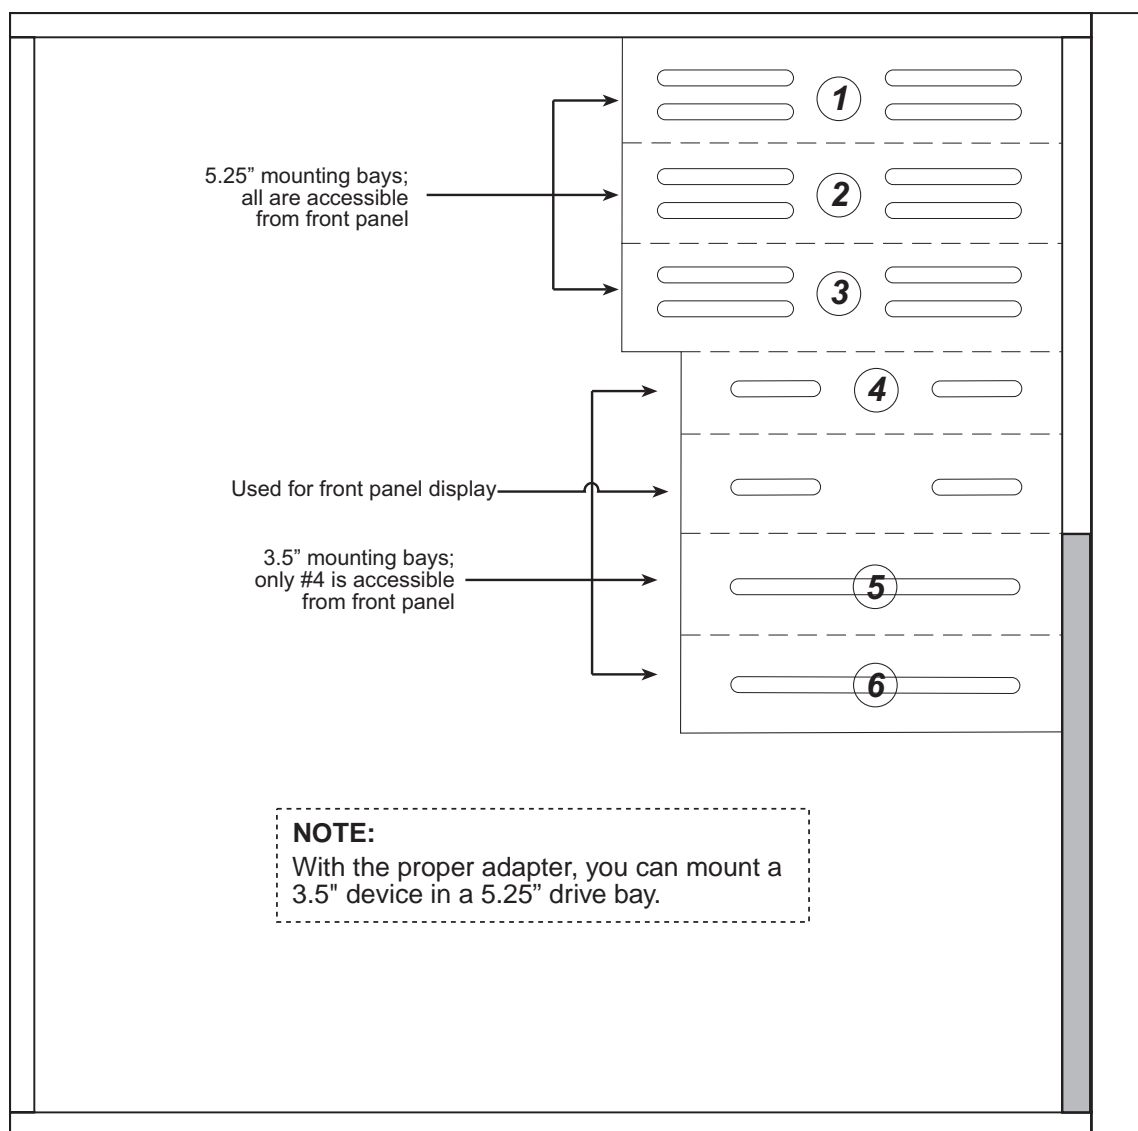 1
5.25” mounting bays;
all are accessible
from front panel
2
3
4
Used for front panel display
3.5” mounting bays;
only #4 is accessible
from front panel
5
6
NOTE:
With the proper adapter, you can mount a
3.5" device in a 5.25” drive bay.